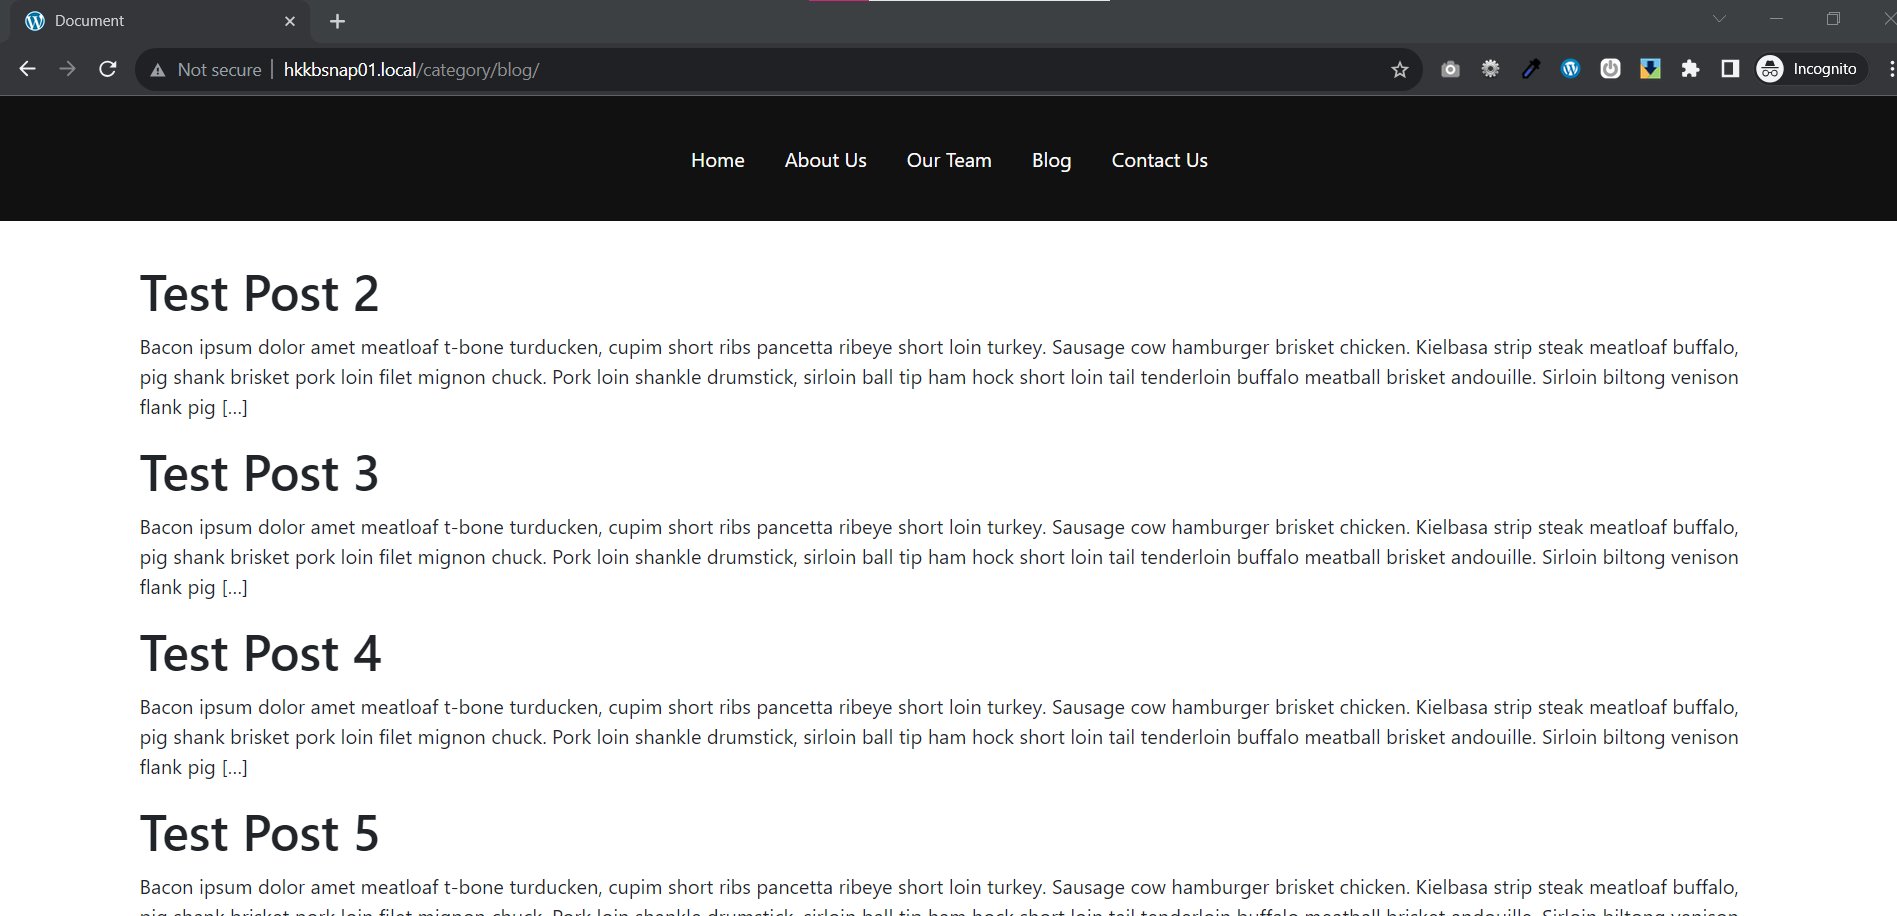 Document
Not secure
hkkbsnap01.local/category/blog/
Incognito
Home
About Us
Our Team
Blog
Contact Us
Test Post 2
Bacon ipsum dolor amet meatloaf t-bone turducken, cupim short ribs pancetta ribeye short loin turkey. Sausage cow hamburger brisket chicken. Kielbasa strip steak meatloaf buffalo,
pig shank brisket pork loin filet mignon chuck. Pork loin shankle drumstick, sirloin ball tip ham hock short loin tail tenderloin buffalo meatball brisket andouille. Sirloin biltong venison
flank pig [...]
Test Post 3
Bacon ipsum dolor amet meatloaf t-bone turducken, cupim short ribs pancetta ribeye short loin turkey. Sausage cow hamburger brisket chicken. Kielbasa strip steak meatloaf buffalo,
pig shank brisket pork loin filet mignon chuck. Pork loin shankle drumstick, sirloin ball tip ham hock short loin tail tenderloin buffalo meatball brisket andouille. Sirloin biltong venison
flank pig [...]
Test Post 4
Bacon ipsum dolor amet meatloaf t-bone turducken, cupim short ribs pancetta ribeye short loin turkey. Sausage cow hamburger brisket chicken. Kielbasa strip steak meatloaf buffalo,
pig shank brisket pork loin filet mignon chuck. Pork loin shankle drumstick, sirloin ball tip ham hock short loin tail tenderloin buffalo meatball brisket andouille. Sirloin biltong venison
flank pig [...]
Test Post 5
Bacon ipsum dolor amet meatloaf t-bone turducken, cupim short ribs pancetta ribeye short loin turkey. Sausage cow hamburger brisket chicken. Kielbasa strip steak meatloaf buffalo,